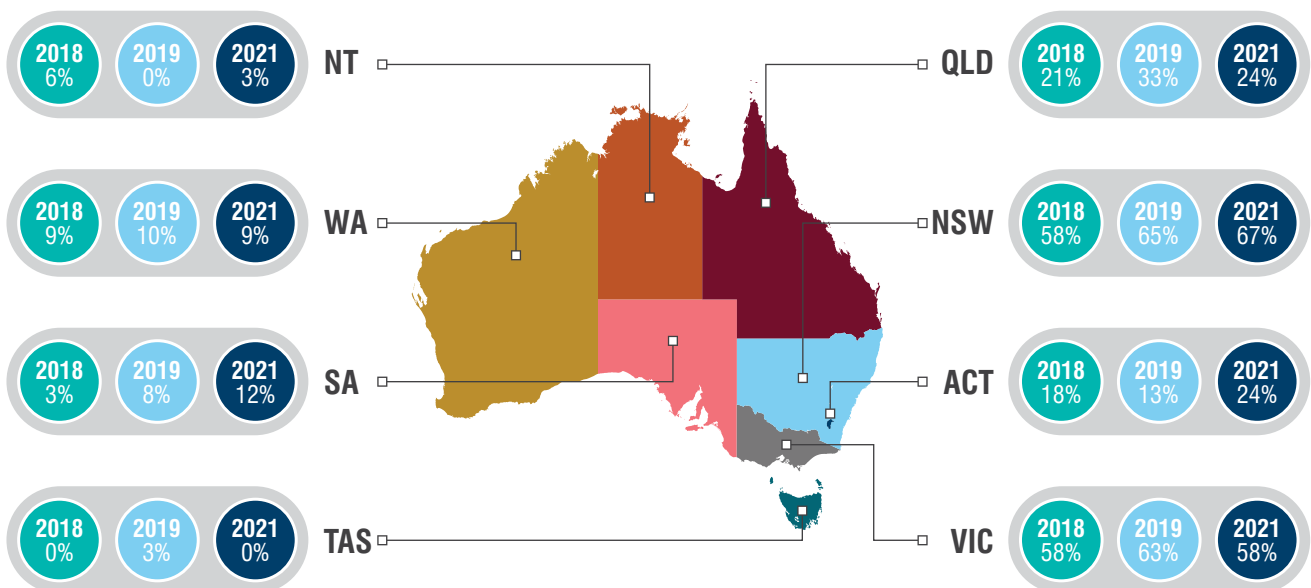 2018 2019 2021
6% 0% 3%
NT
QLD
2018 2019 2021
21% 33% 24%
2018 2019 2021
9% 10% 9%
WA
NSW
2018 2019 2021
58% 65% 67%
2018 2019 2021
3% 8% 12%
SA
ACT
2018 2019 2021
18% 13% 24%
2018 2019 2021
0% 3% 0%
TAS
VIC
2018 2019 2021
58% 63% 58%